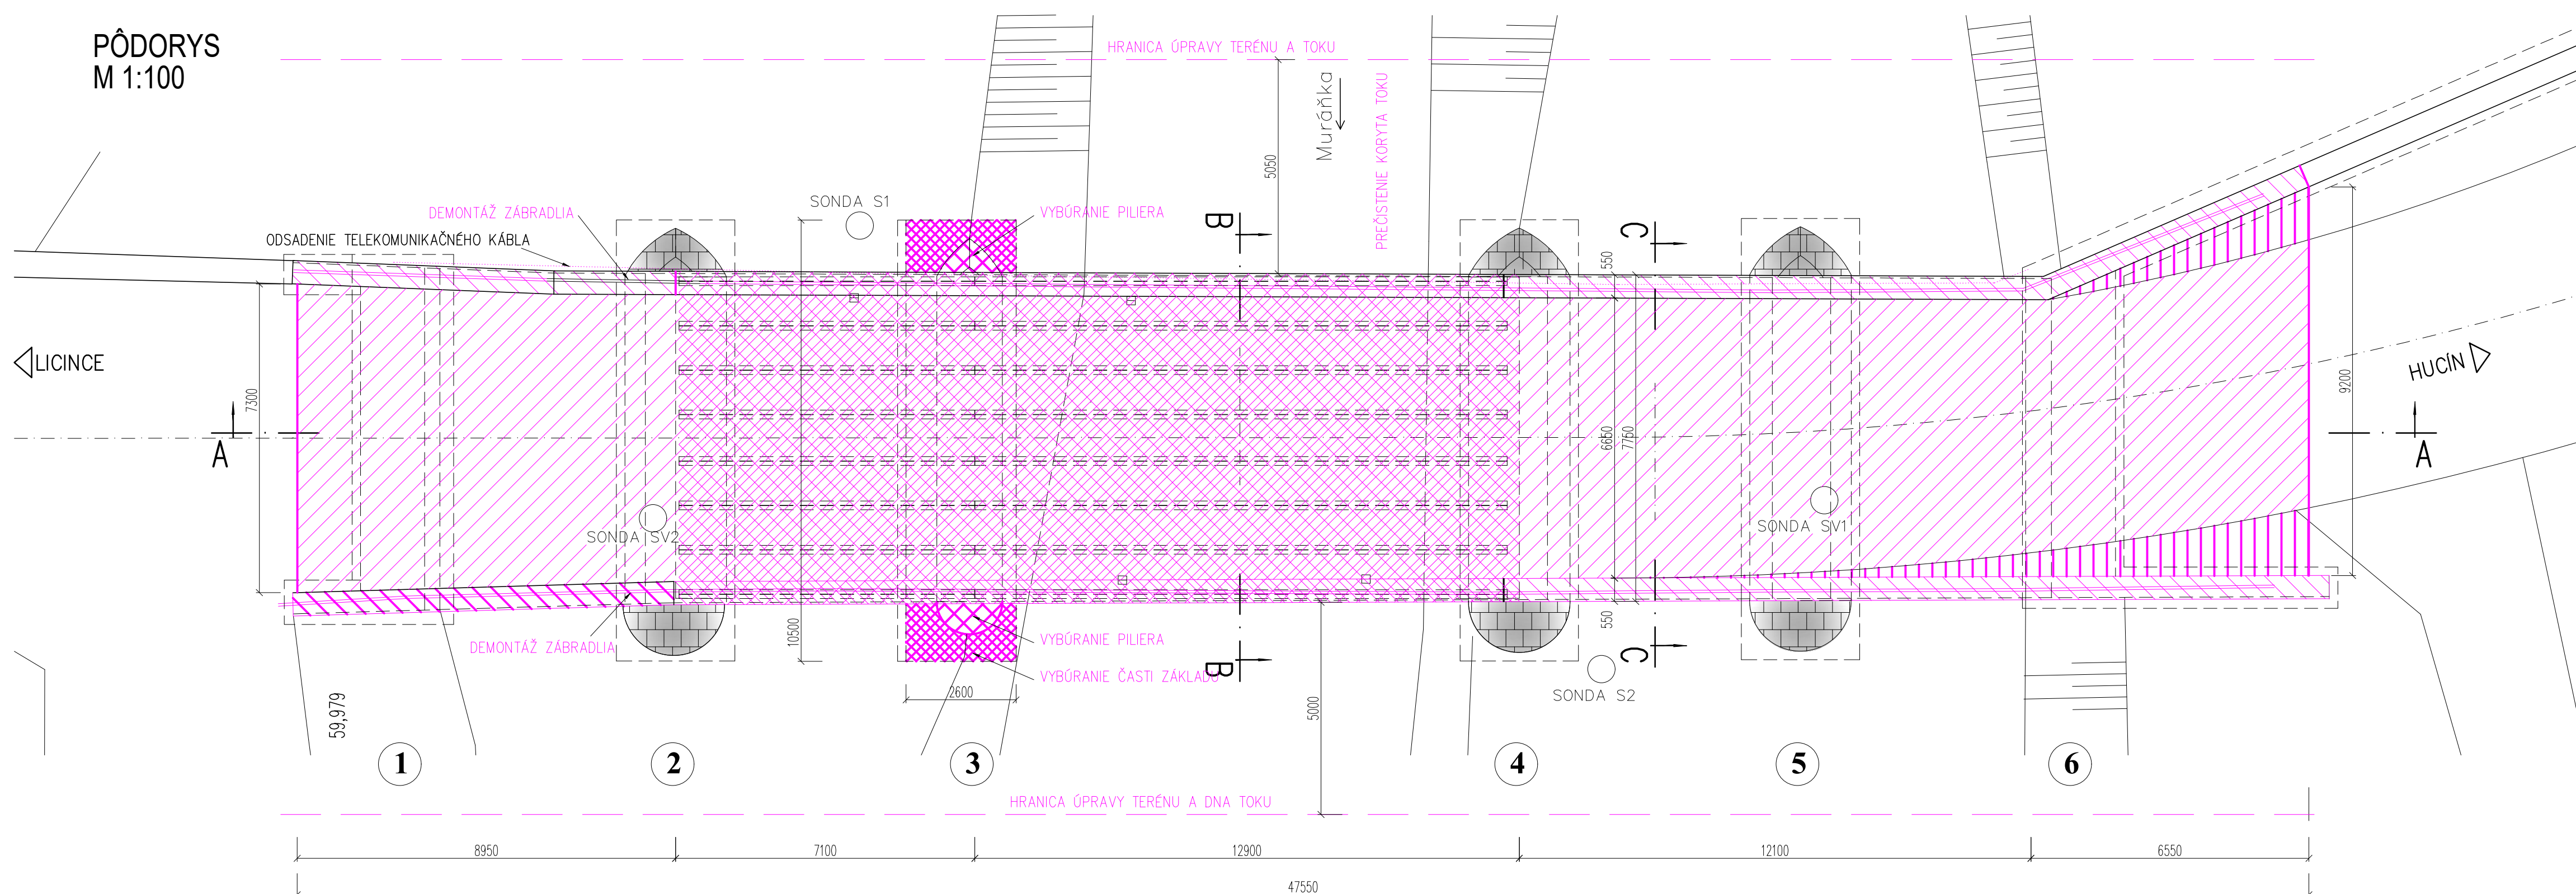 PÔDORYS
M 1:100
HRANICA ÚPRAVY TERÉNU A TOKU
Muráňka
PREČISTENIE KORYTA TOKU
5050
DEMONTÁŽ ZÁBRADLIA
SONDA S1
VYBÚRANIE PILIERA
B
C
550
ODSADENIE TELEKOMUNIKAČNÉHO KÁBLA
LICINCE
7300
HUCÍN
9200
A
6650
7750
A
SONDA SV2
SONDA SV1
10500
550
DEMONTÁŽ ZÁBRADLIA
VYBÚRANIE PILIERA
VYBÚRANIE ČASTI ZÁKLADU
B
C
SONDA S2
2600
5000
59,979
1
2
3
4
5
6
HRANICA ÚPRAVY TERÉNU A DNA TOKU
8950
7100
12900
12100
6550
47550